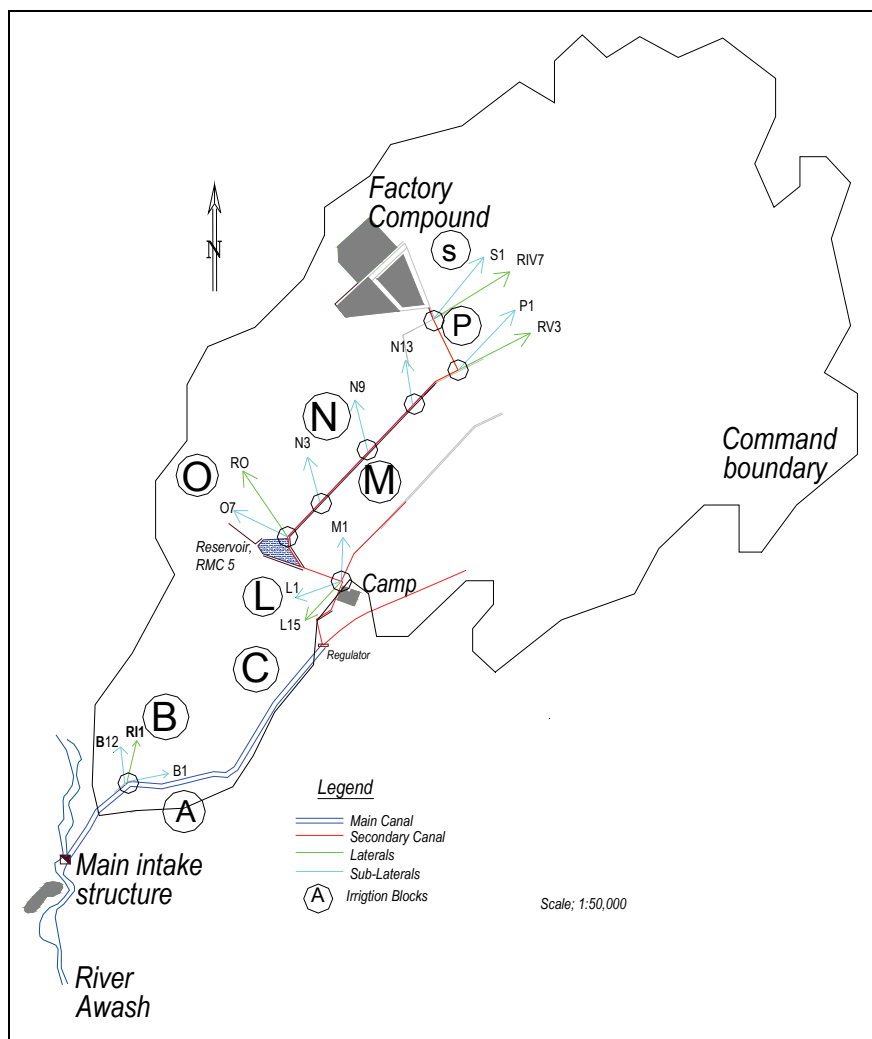 Factory
Compound
s
S1
RIV7
N
P
P1
RV3
N13
N9
N
N3
M
Command
boundary
O
RO
O7
M1
Reservoir,
RMC 5
Camp
L
L1
L15
C
Regulator
B
B12
RI1
B1
A
Legend
Main Canal
Secondary Canal
Laterals
Sub-Laterals
A
Irrigtion Blocks
Scale; 1:50,000
Main intake
structure
River
Awash